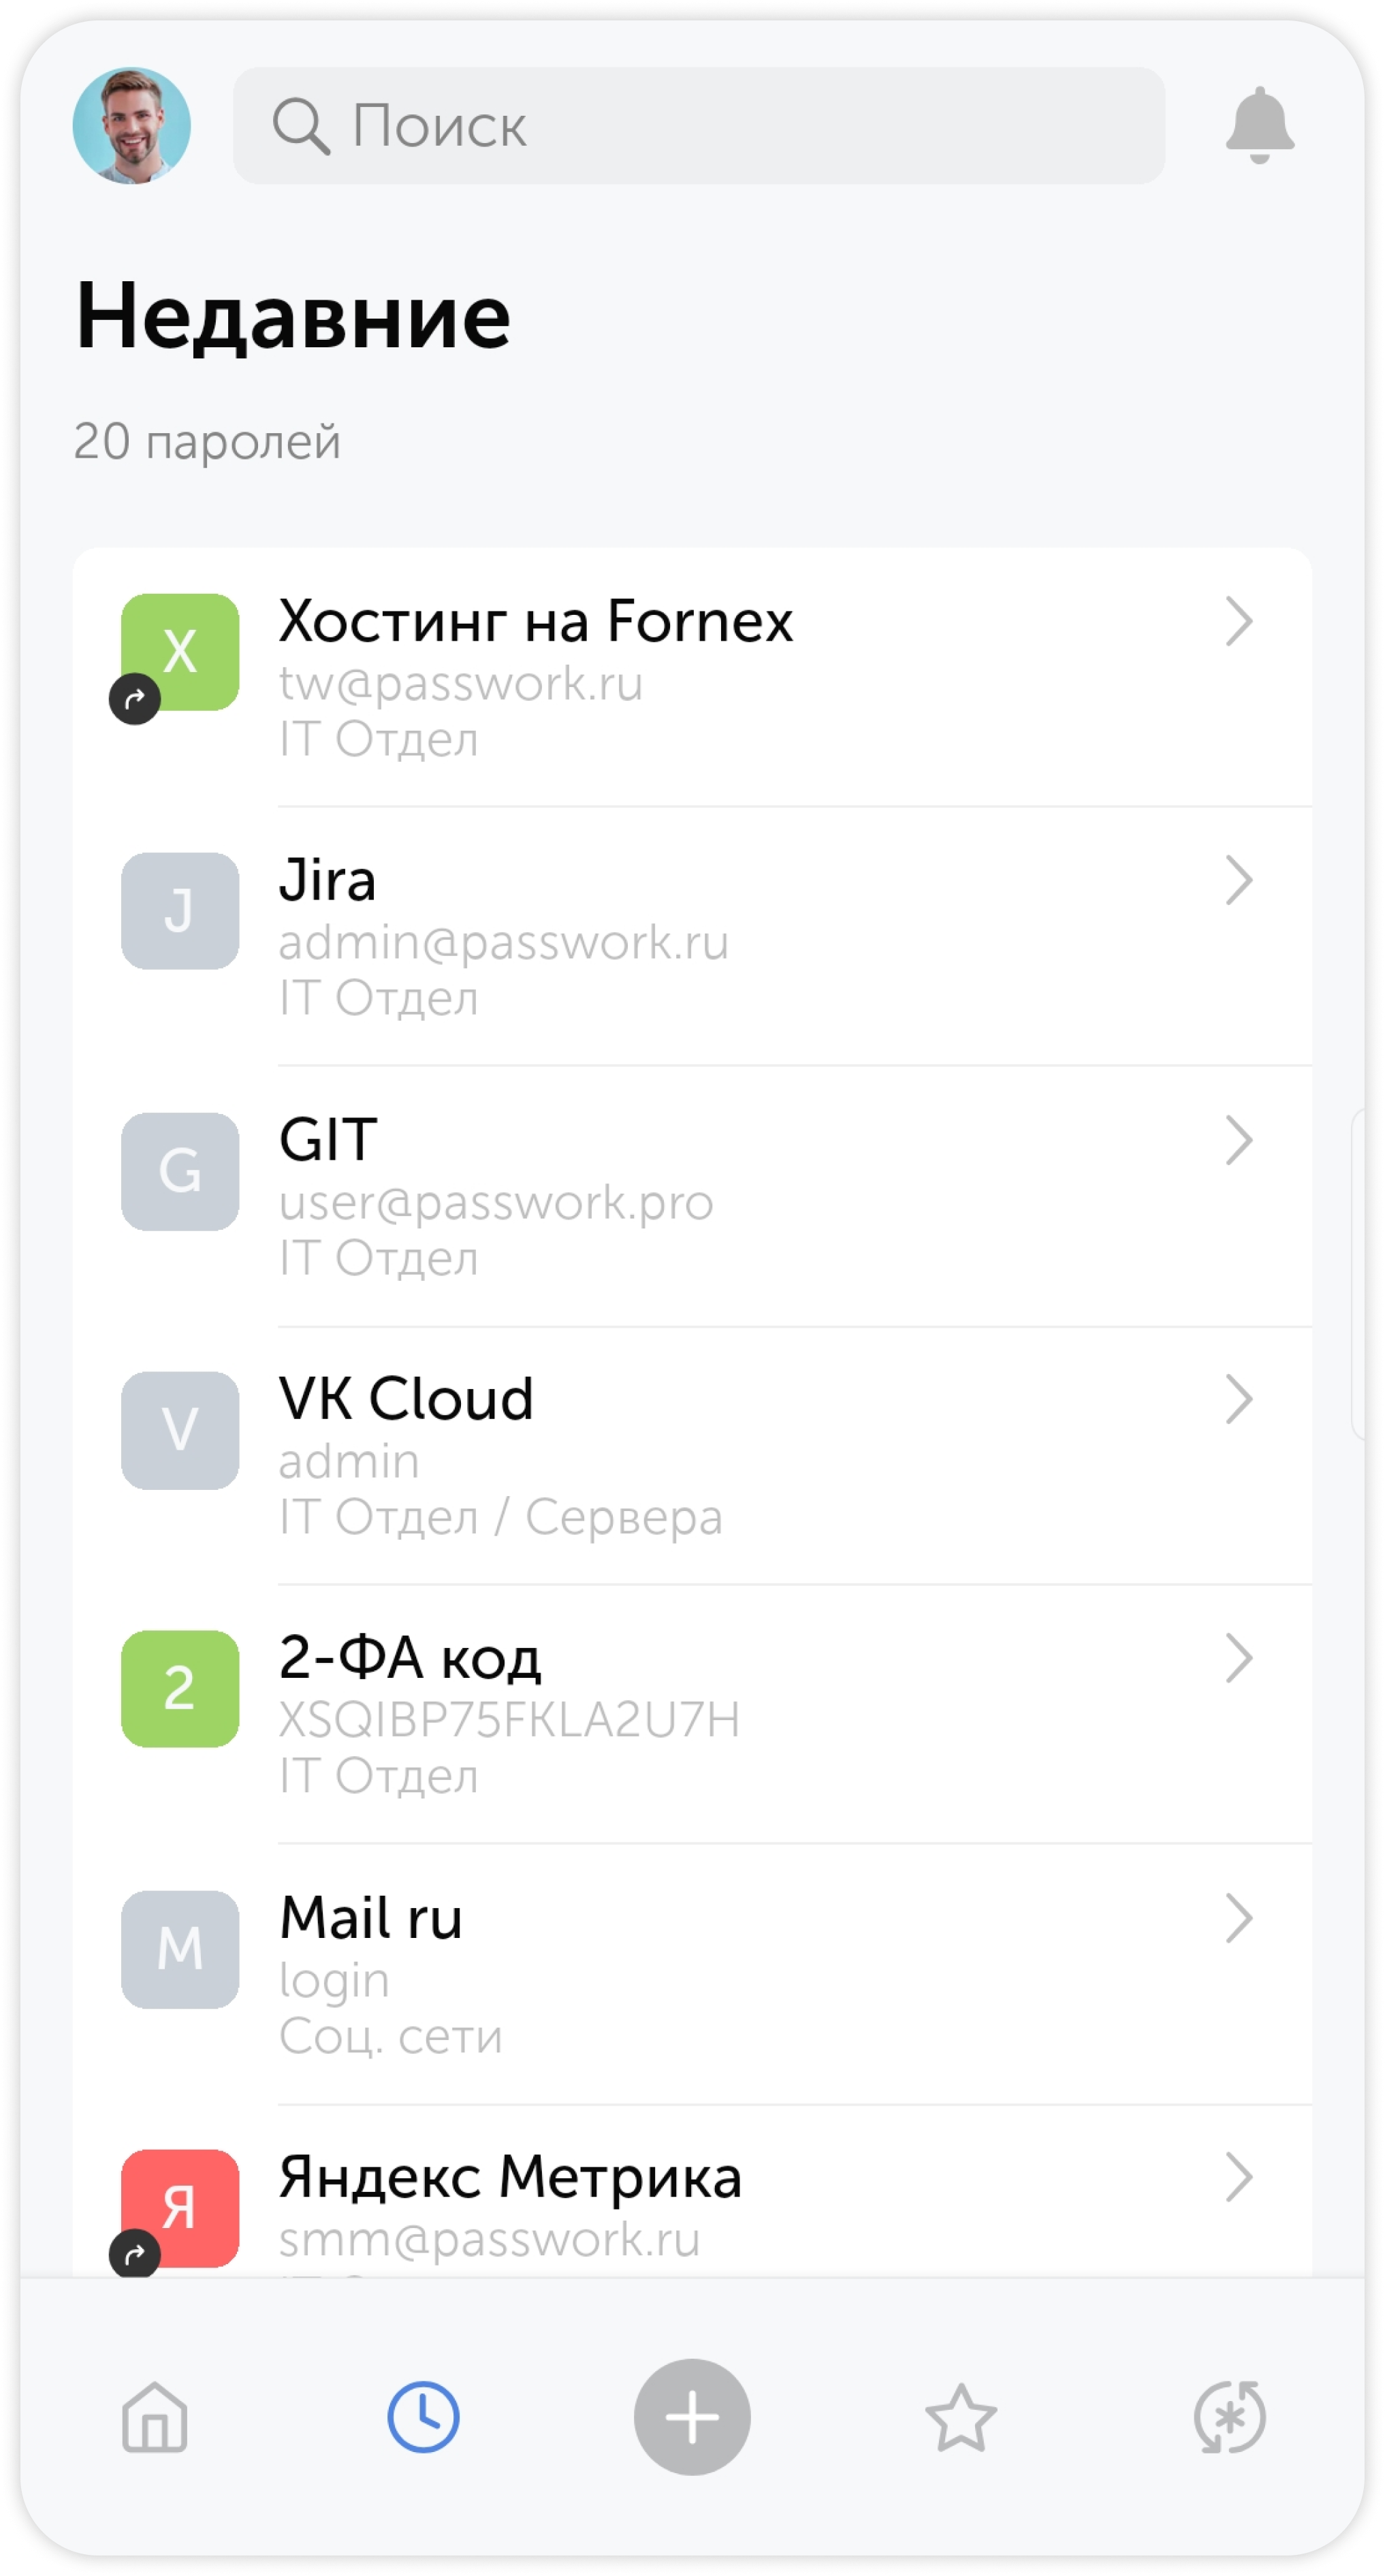 Поиск
Недавние
20 паролей
Х
Хостинг на Fornex
tw@passwork.ru
IT Отдел
J
Jira
admin@passwork.ru
IT Отдел
G
GIT
user@passwork.pro
IT Отдел
V
VK Cloud
admin
IT Отдел / Сервера
2
2-ФА код
XSQIBP75FKLA2U7H
IT Отдел
M
Mail ru
login
Соц. сети
Я
Яндекс Метрика
smm@passwork.ru